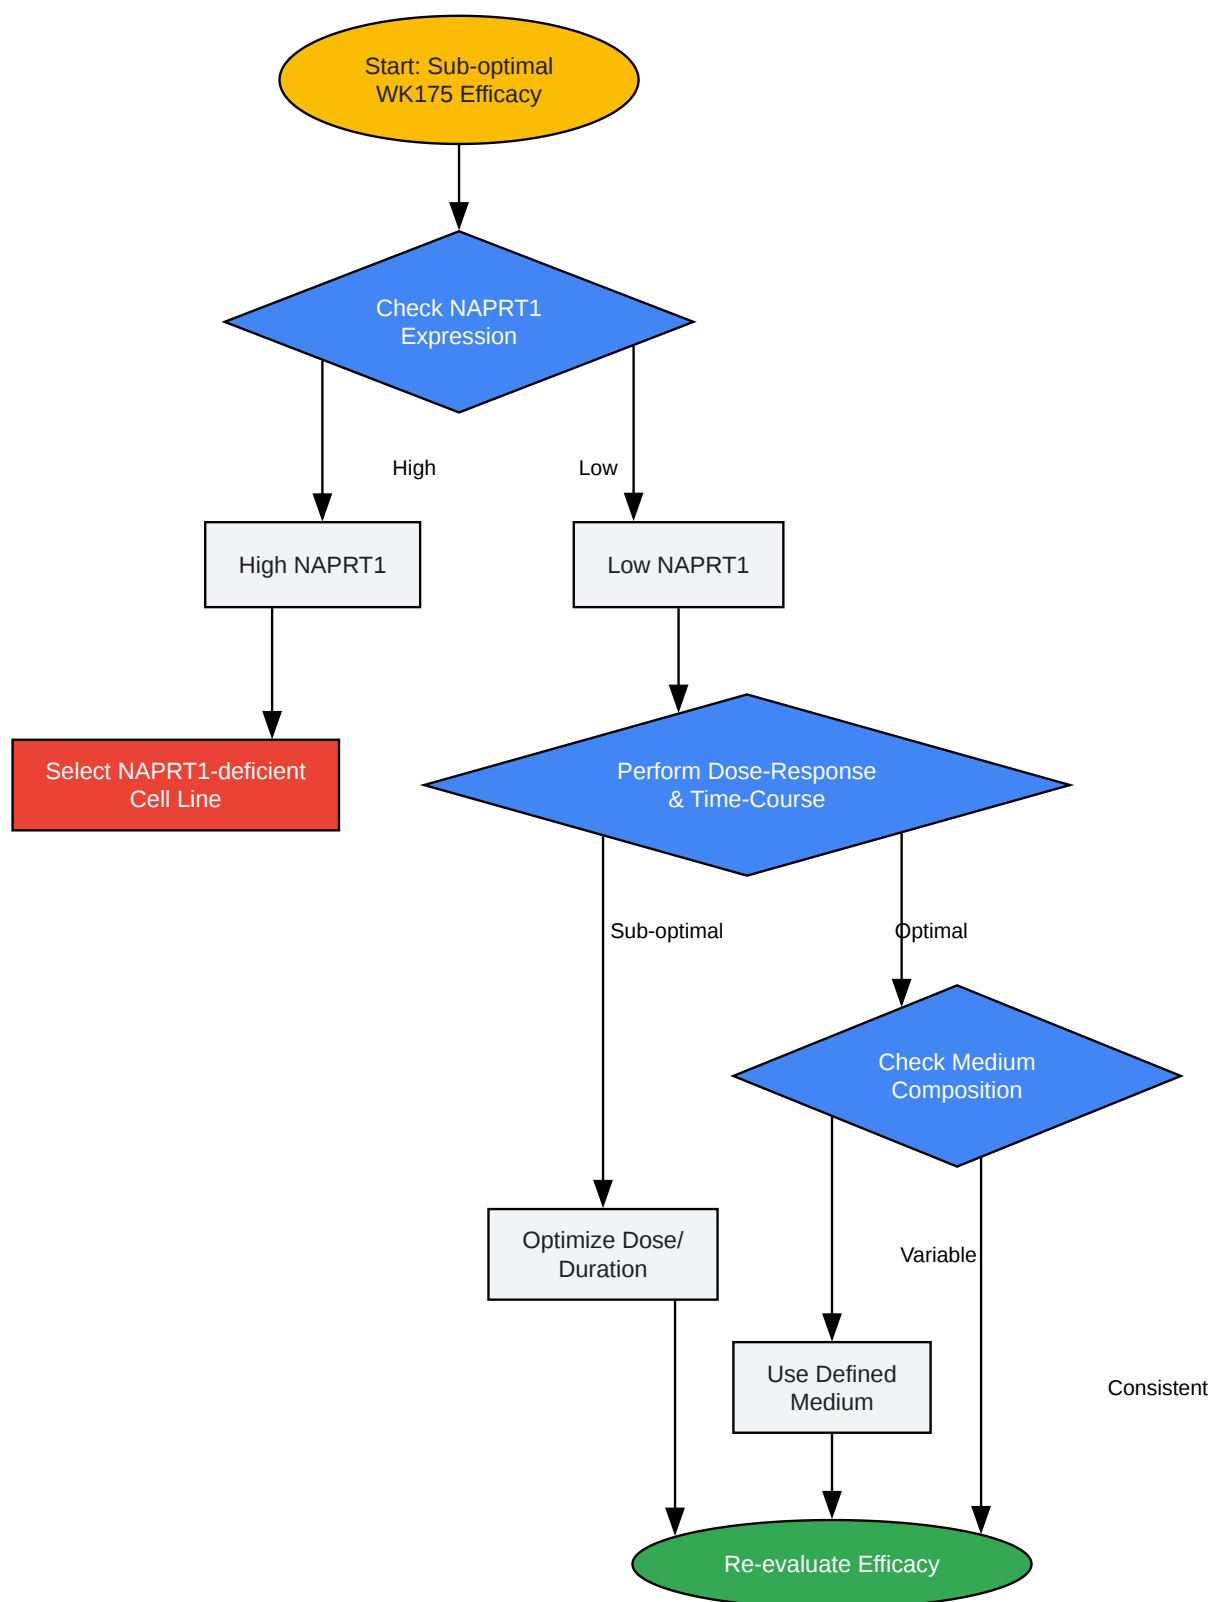 Start: Sub-optimal
WK175 Efficacy
Check NAPRT1
Expression
High
Low
High NAPRT1
Low NAPRT1
Select NAPRT1-deficient
Cell Line
Perform Dose-Response
& Time-Course
Sub-optimal
Optimal
Check Medium
Composition
Optimize Dose/
Duration
Variable
Use Defined
Medium
Consistent
Re-evaluate Efficacy